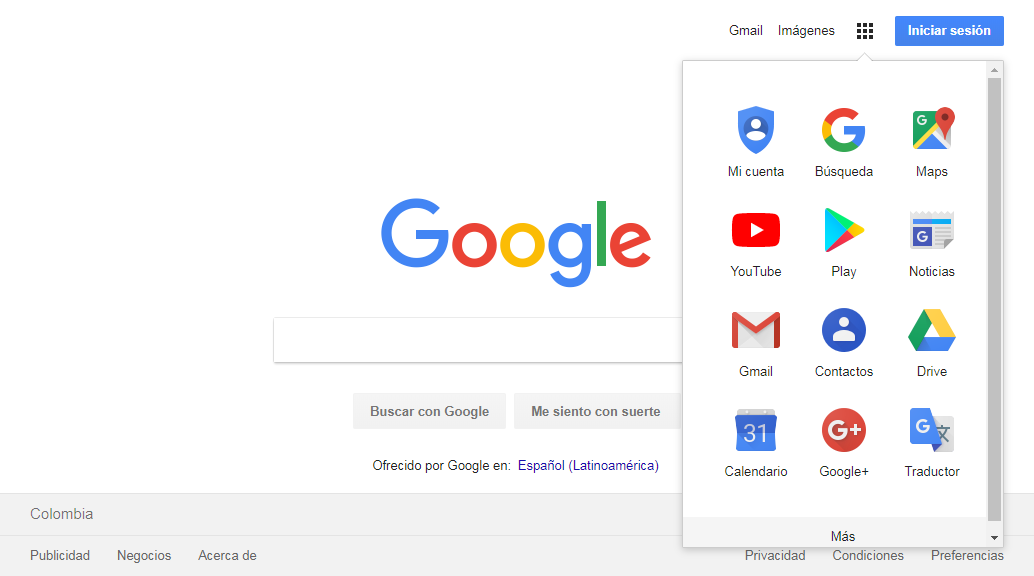 Gmail Imágenes Iniciar sesión
Mi cuenta Búsqueda G Maps
Google
YouTube Play G Noticias
Gmail Contactos Drive
31 G+ G 文
Calendario Google+ Traductor
Buscar con Google Me siento con suerte
Ofrecido por Google en: Español (Latinoamérica)
Más
Colombia
Publicidad Negocios Acerca de Privacidad Condiciones Preferencias